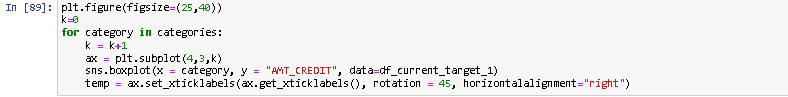 In [89]: plt.figure(figsize=(25,40))
k=0
for category in categories:
    k = k+1
    ax = plt.subplot(4,3,k)
    sns.boxplot(x = category, y = "AMT_CREDIT", data=df_current_target_1)
    temp = ax.set_xticklabels(ax.get_xticklabels(), rotation = 45, horizontalalignment="right")